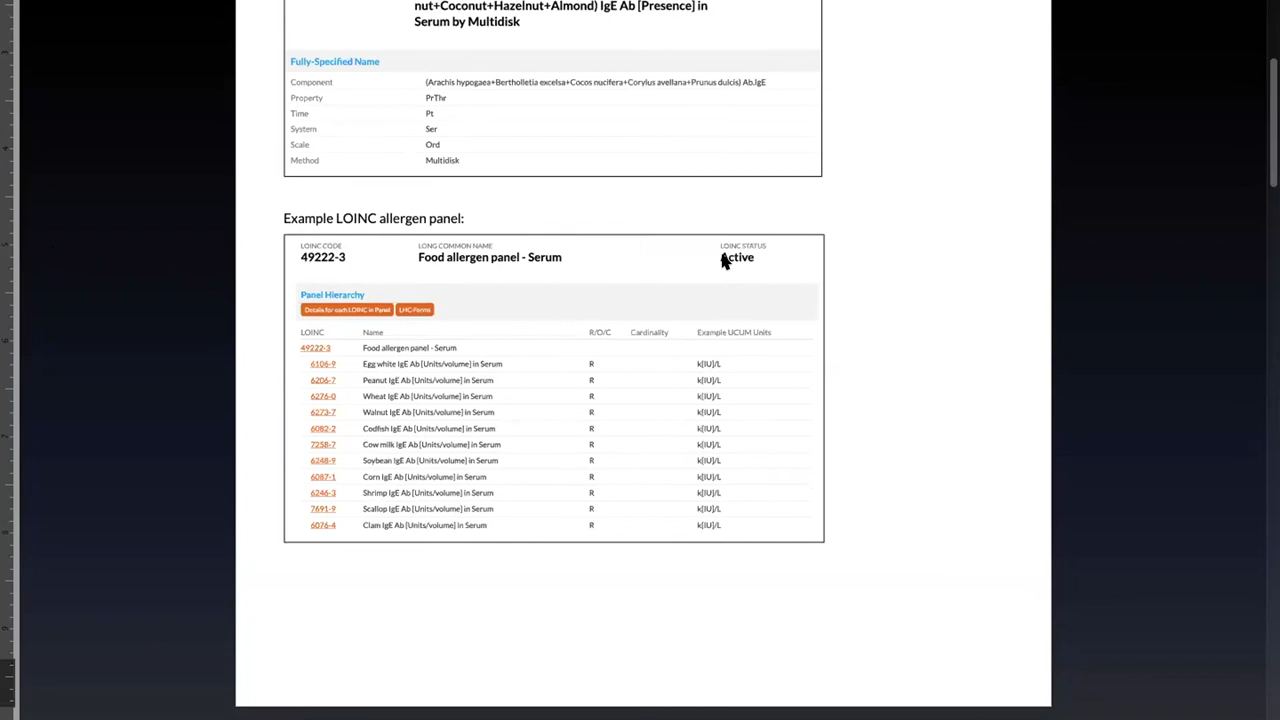 nut+Coconut+Hazelnut+Almond) IgE Ab [Presence] in
Serum by Multidisk
Fully-Specified Name
Component (Arachis hypogaea+Bertholletia excelsa+Cocos nucifera+Corylus avellana+Prunus dulcis) Ab.IgE
Property PrThr
Time Pt
System Ser
Scale Ord
Method Multidisk
Example LOINC allergen panel:
LOINC CODE LONG COMMON NAME LOINC STATUS
49222-3 Food allergen panel - Serum Active
Panel Hierarchy
Details for each LOINC in Panel LHC-Forms
LOINC Name R/O/C Cardinality Example UCUM Units
49222-3 Food allergen panel - Serum
6106-9 Egg white IgE Ab [Units/volume] in Serum R k[IU]/L
6206-7 Peanut IgE Ab [Units/volume] in Serum R k[IU]/L
6276-0 Wheat IgE Ab [Units/volume] in Serum R k[IU]/L
6273-7 Walnut IgE Ab [Units/volume] in Serum R k[IU]/L
6082-2 Codfish IgE Ab [Units/volume] in Serum R k[IU]/L
7258-7 Cow milk IgE Ab [Units/volume] in Serum R k[IU]/L
6248-9 Soybean IgE Ab [Units/volume] in Serum R k[IU]/L
6087-1 Corn IgE Ab [Units/volume] in Serum R k[IU]/L
6246-3 Shrimp IgE Ab [Units/volume] in Serum R k[IU]/L
7691-9 Scallop IgE Ab [Units/volume] in Serum R k[IU]/L
6076-4 Clam IgE Ab [Units/volume] in Serum R k[IU]/L